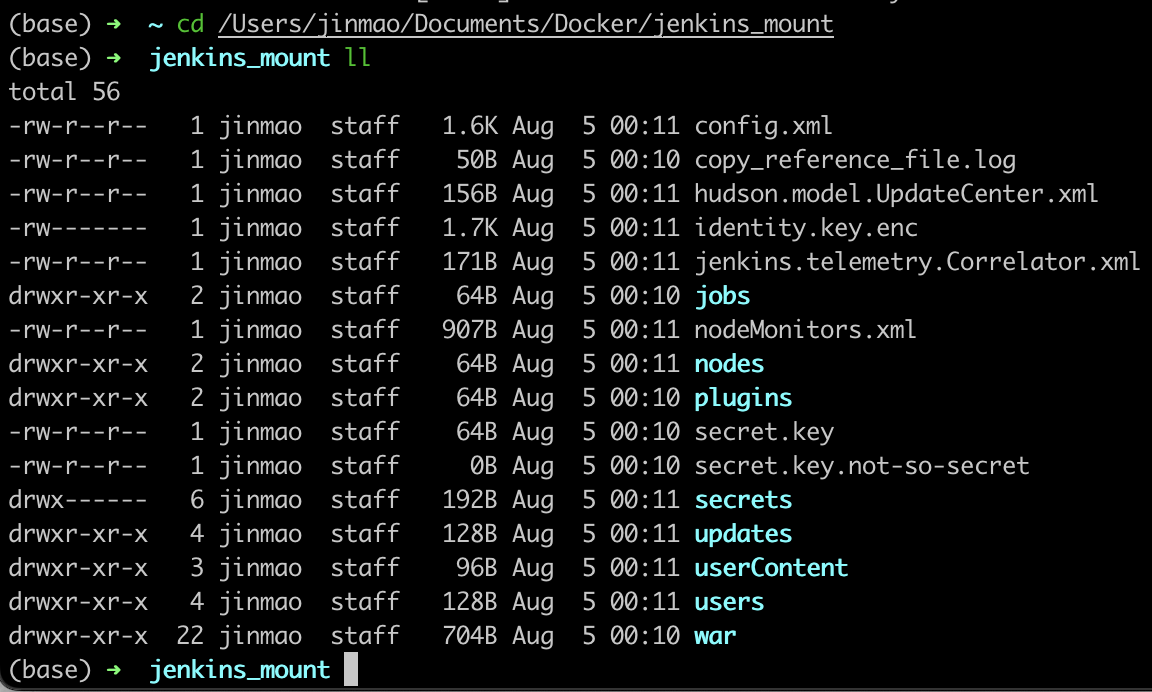 (base) ➜  ~ cd /Users/jinmao/Documents/Docker/jenkins_mount
(base) ➜  jenkins_mount ll
total 56
-rw-r--r--   1 jinmao  staff   1.6K Aug  5 00:11 config.xml
-rw-r--r--   1 jinmao  staff    50B Aug  5 00:10 copy_reference_file.log
-rw-r--r--   1 jinmao  staff   156B Aug  5 00:11 hudson.model.UpdateCenter.xml
-rw-------   1 jinmao  staff   1.7K Aug  5 00:11 identity.key.enc
-rw-r--r--   1 jinmao  staff   171B Aug  5 00:11 jenkins.telemetry.Correlator.xml
drwxr-xr-x   2 jinmao  staff    64B Aug  5 00:10 jobs
-rw-r--r--   1 jinmao  staff   907B Aug  5 00:11 nodeMonitors.xml
drwxr-xr-x   2 jinmao  staff    64B Aug  5 00:11 nodes
drwxr-xr-x   2 jinmao  staff    64B Aug  5 00:10 plugins
-rw-r--r--   1 jinmao  staff    64B Aug  5 00:10 secret.key
-rw-r--r--   1 jinmao  staff     0B Aug  5 00:10 secret.key.not-so-secret
drwx------   6 jinmao  staff   192B Aug  5 00:11 secrets
drwxr-xr-x   4 jinmao  staff   128B Aug  5 00:11 updates
drwxr-xr-x   3 jinmao  staff    96B Aug  5 00:11 userContent
drwxr-xr-x   4 jinmao  staff   128B Aug  5 00:11 users
drwxr-xr-x  22 jinmao  staff   704B Aug  5 00:10 war
(base) ➜  jenkins_mount